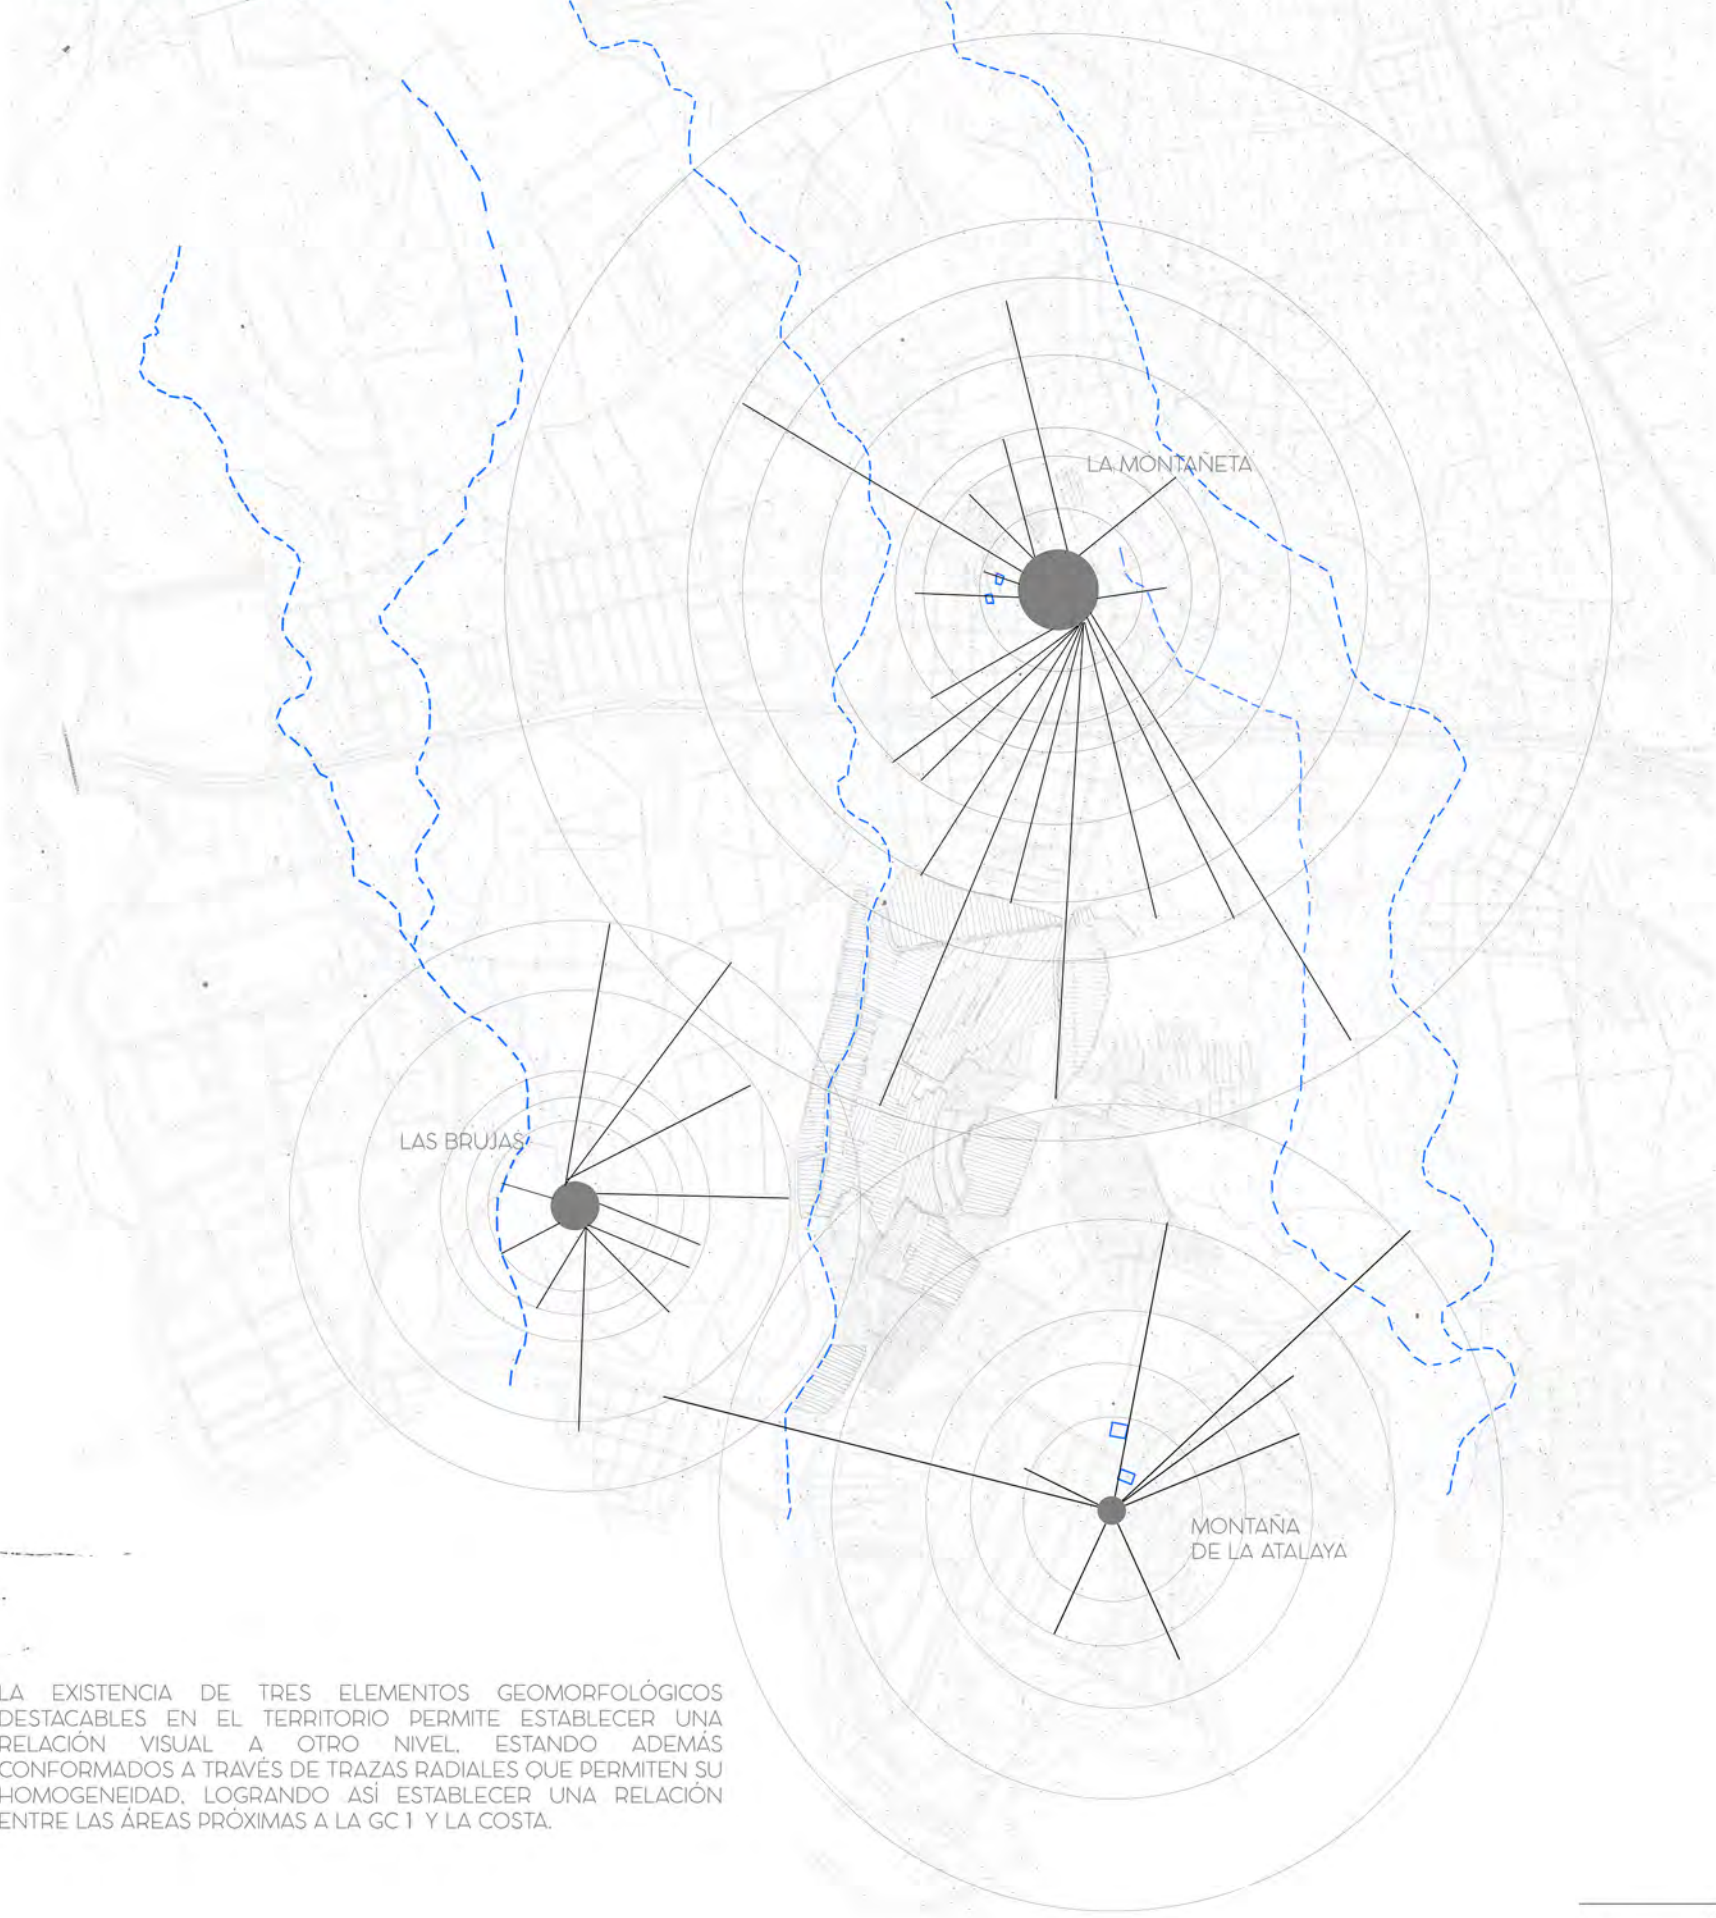 LA MONTAÑETA
LAS BRUJAS
MONTAÑA
DE LA ATALAYA
LA EXISTENCIA DE TRES ELEMENTOS GEOMORFOLÓGICOS
DESTACABLES EN EL TERRITORIO PERMITE ESTABLECER UNA
RELACIÓN VISUAL A OTRO NIVEL, ESTANDO ADEMÁS
CONFORMADOS A TRAVÉS DE TRAZAS RADIALES QUE PERMITEN SU
HOMOGENEIDAD, LOGRANDO ASÍ ESTABLECER UNA RELACIÓN
ENTRE LAS ÁREAS PRÓXIMAS A LA GC 1 Y LA COSTA.